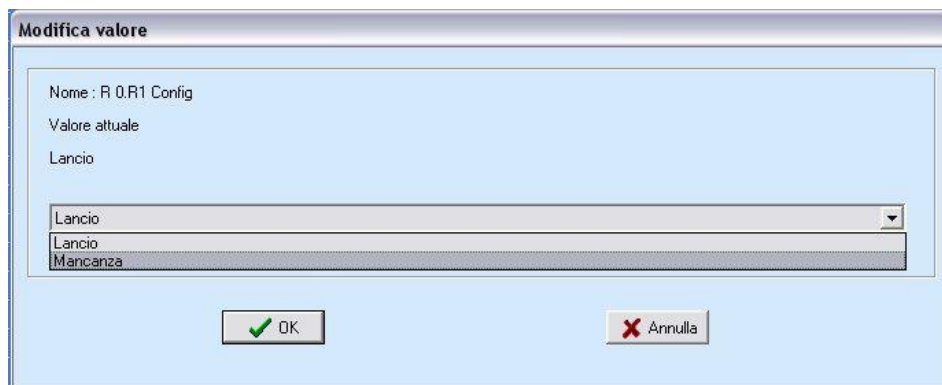 Modifica valore
Nome : R 0.R1 Config
Valore attuale
Lancio
Lancio
Lancio
Mancanza
OK
Annulla